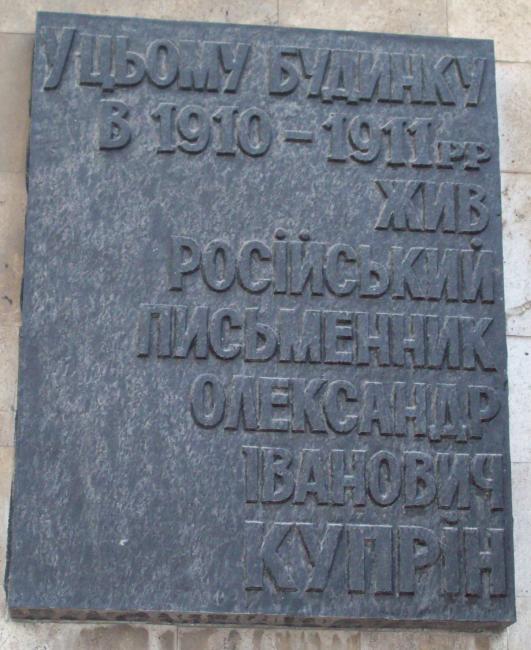 У ЦЬОМУ БУДИНКУ
В 1910 – 1911 РР
ЖИВ
РОСІЙСЬКИЙ
ПИСЬМЕННИК
ОЛЕКСАНДР
ІВАНОВИЧ
КУПРІН